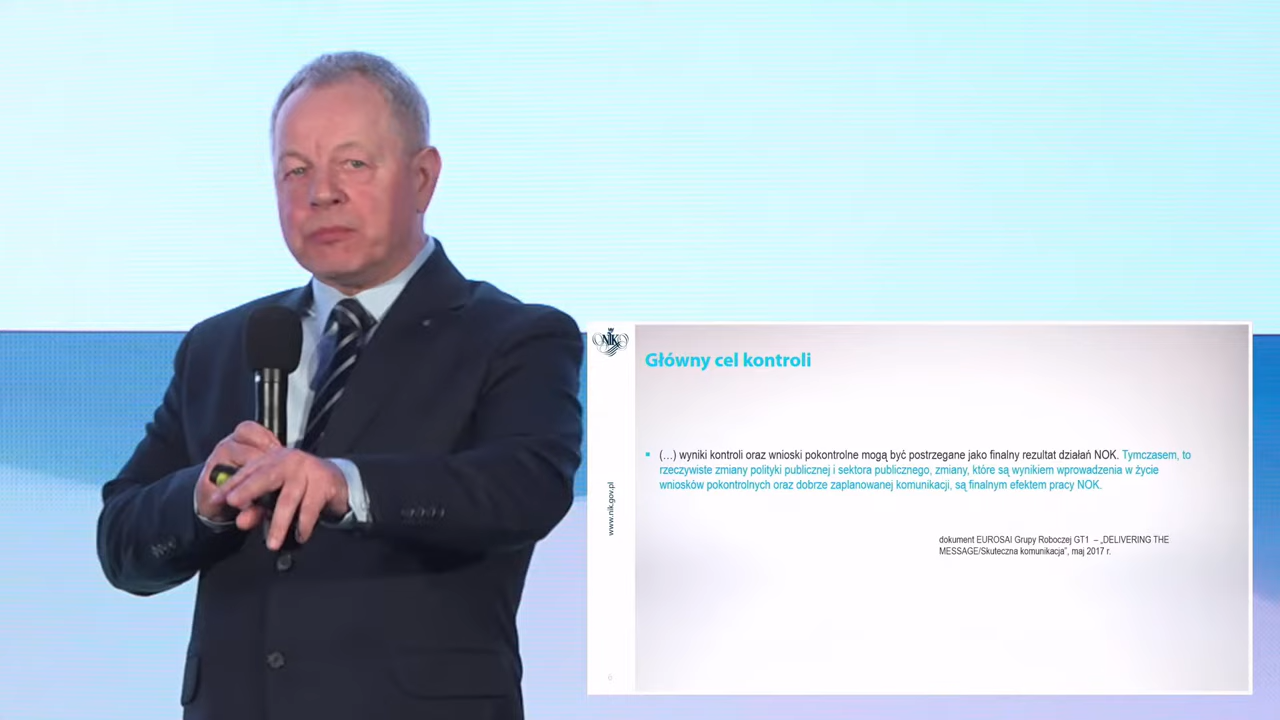 NIK
Główny cel kontroli
(…) wyniki kontroli oraz wnioski pokontrolne mogą być postrzegane jako finalny rezultat działań NOK. Tymczasem, to
rzeczywiste zmiany polityki publicznej i sektora publicznego, zmiany, które są wynikiem wprowadzenia w życie
wniosków pokontrolnych oraz dobrze zaplanowanej komunikacji, są finalnym efektem pracy NOK.
www.nik.gov.pl
dokument EUROSAI Grupy Roboczej GT1 – „DELIVERING THE
MESSAGE/Skuteczna komunikacja”, maj 2017 r.
6